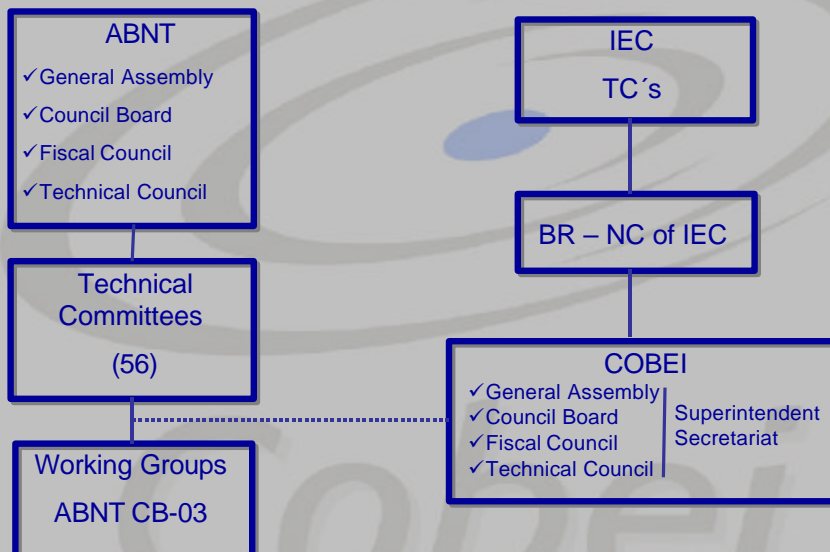 ABNT
✓General Assembly
✓Council Board
✓Fiscal Council
✓Technical Council
Technical
Committees
(56)
Working Groups
ABNT CB-03
IEC
TC´s
BR – NC of IEC
COBEI
✓General Assembly
✓Council Board
✓Fiscal Council
✓Technical Council
Superintendent
Secretariat
Cobei